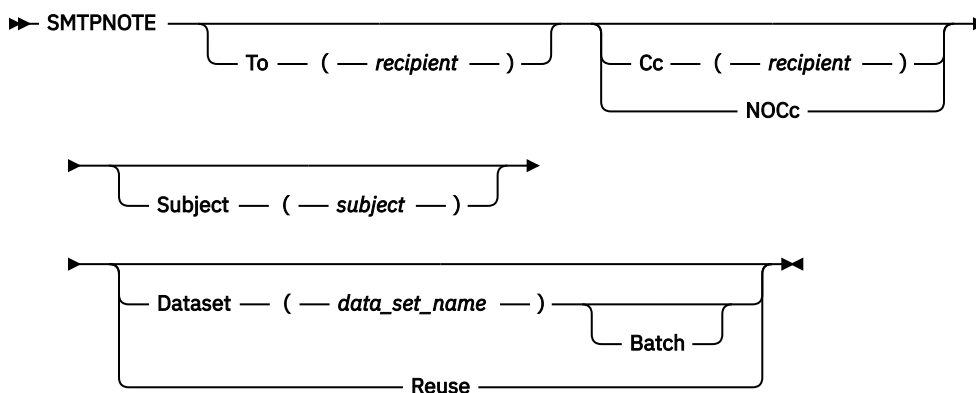 SMTPNOTE
To ( recipient ) Cc ( recipient )
NOCc
Subject ( subject )
Dataset ( data_set_name )
Batch
Reuse